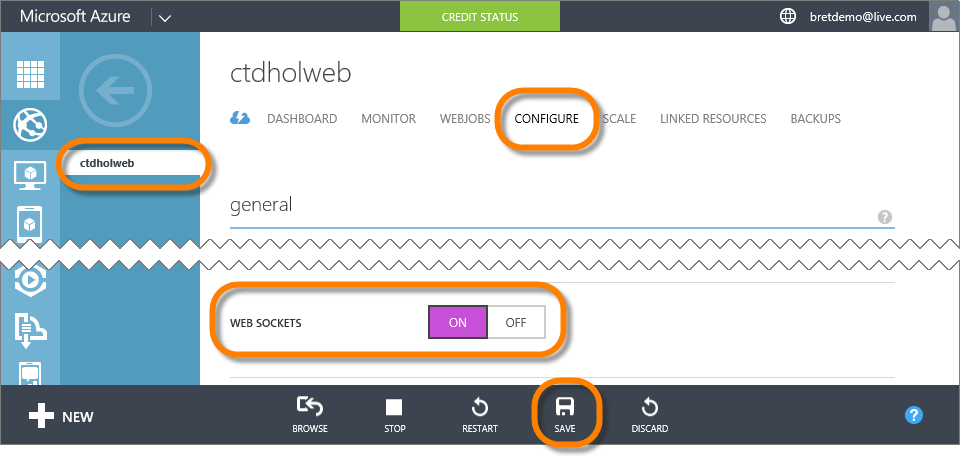 Microsoft Azure
CREDIT STATUS
bretdemo@live.com
ctdholweb
ctdholweb
DASHBOARD MONITOR WEBJOBS CONFIGURE SCALE LINKED RESOURCES BACKUPS
general
?
WEB SOCKETS ON OFF
NEW
BROWSE STOP RESTART SAVE DISCARD
?